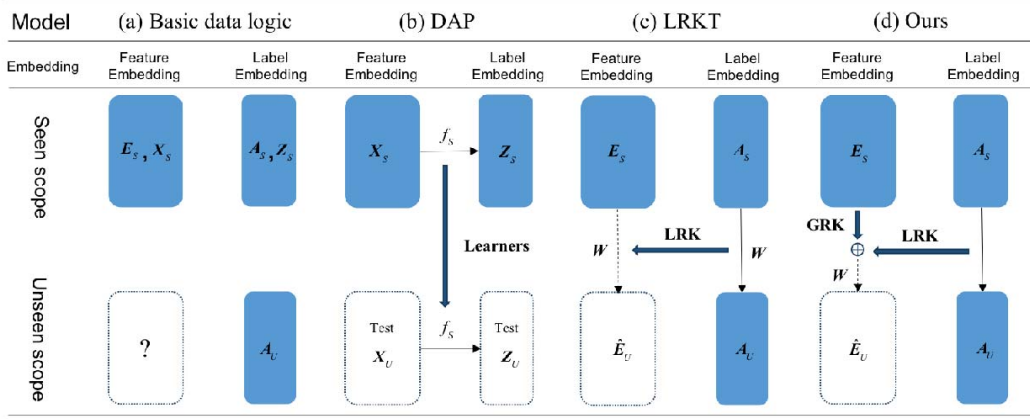 Model (a) Basic data logic (b) DAP (c) LRKT (d) Ours
Embedding Feature Embedding Label Embedding Feature Embedding Label Embedding Feature Embedding Label Embedding Feature Embedding Label Embedding
Seen scope
E_S, X_S A_S, Z_S X_S f_S Z_S E_S A_S E_S A_S
GRK
Learners LRK LRK
W W W
Unseen scope
? A_U Test X_U f_S Test Z_U Ê_U A_U Ê_U A_U